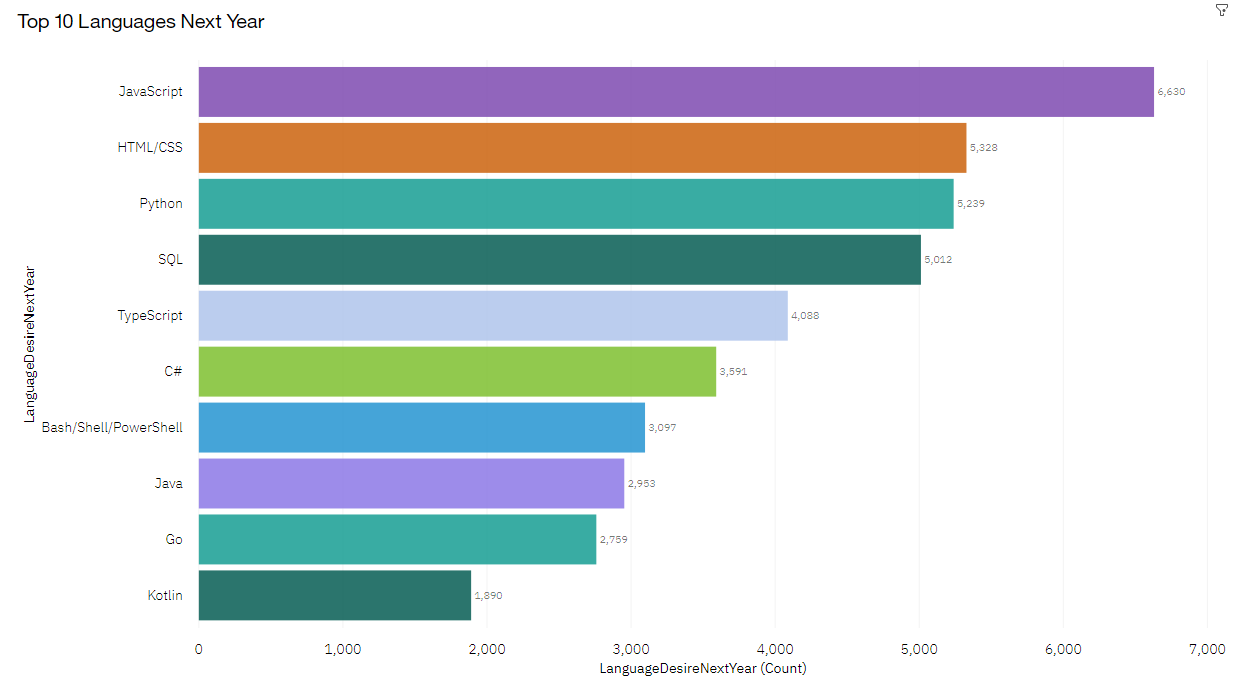 Top 10 Languages Next Year
LanguageDesireNextYear
JavaScript 6,630
HTML/CSS 5,328
Python 5,239
SQL 5,012
TypeScript 4,088
C# 3,591
Bash/Shell/PowerShell 3,097
Java 2,953
Go 2,759
Kotlin 1,890
0 1,000 2,000 3,000 4,000 5,000 6,000 7,000
LanguageDesireNextYear (Count)